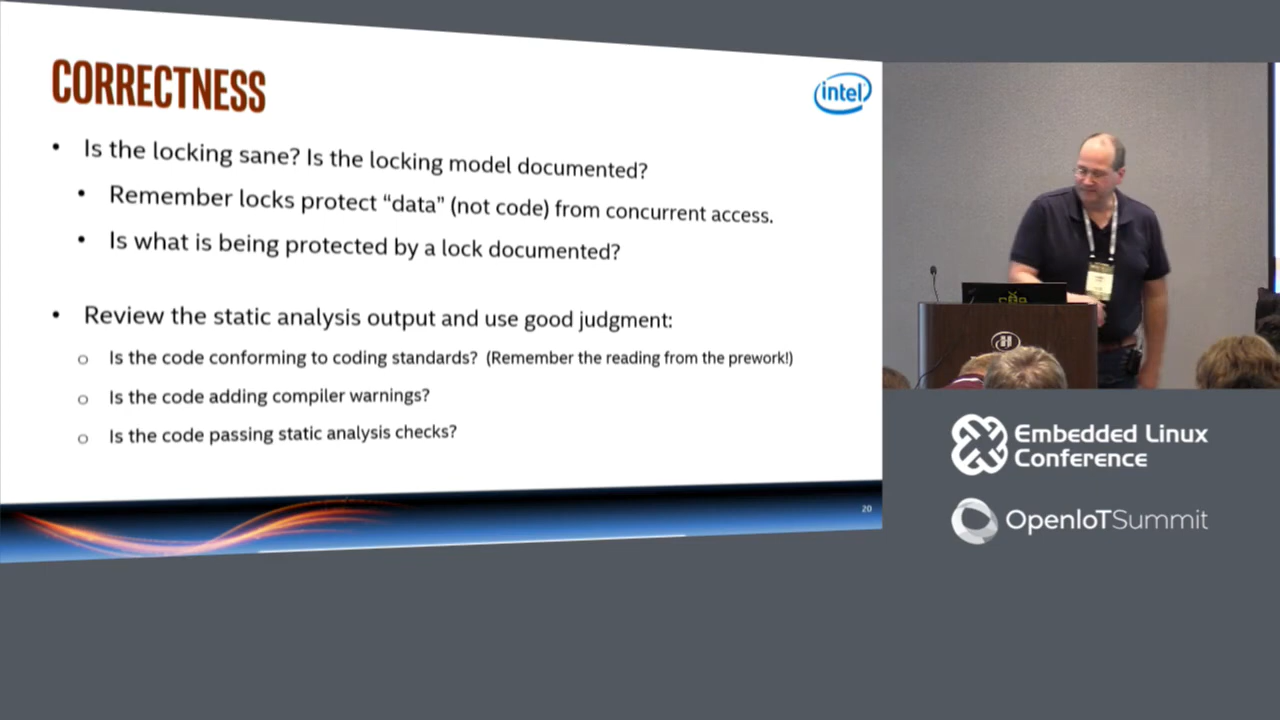 CORRECTNESS
intel
• Is the locking sane? Is the locking model documented?
• Remember locks protect “data” (not code) from concurrent access.
• Is what is being protected by a lock documented?
• Review the static analysis output and use good judgment:
o Is the code conforming to coding standards? (Remember the reading from the prework!)
o Is the code adding compiler warnings?
o Is the code passing static analysis checks?
20
H
Embedded Linux
Conference
OpenIoTSummit